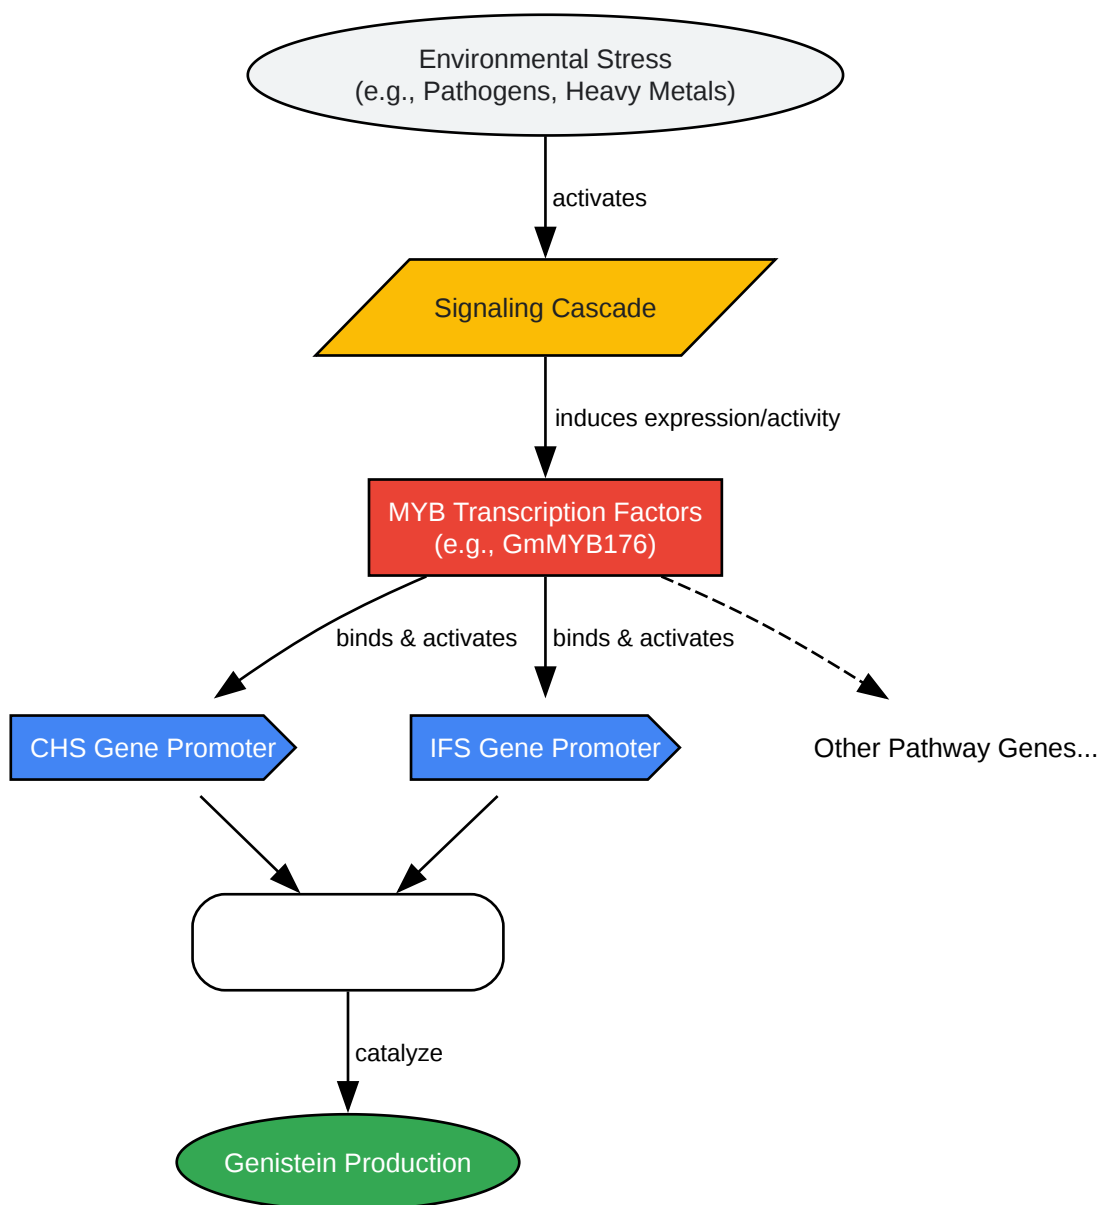 Environmental Stress
(e.g., Pathogens, Heavy Metals)
activates
Signaling Cascade
induces expression/activity
MYB Transcription Factors
(e.g., GmMYB176)
binds & activates
binds & activates
CHS Gene Promoter
IFS Gene Promoter
Other Pathway Genes...
catalyze
Genistein Production